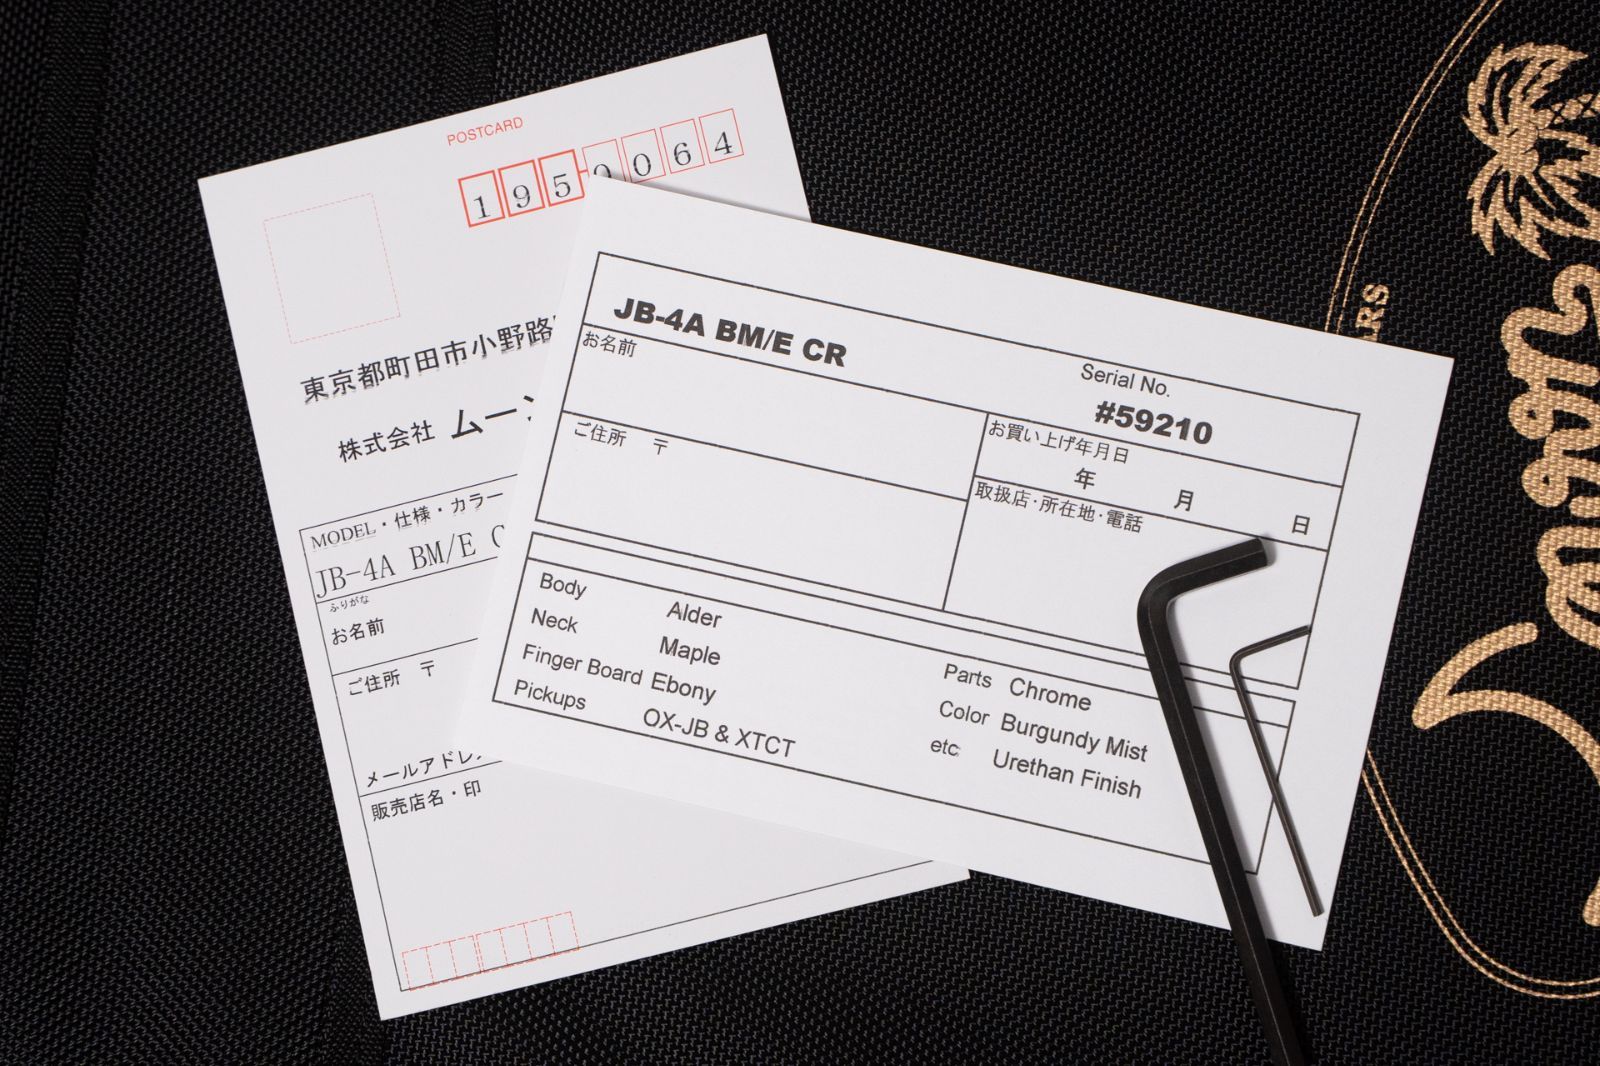 POSTCARD
195-0064
東京都町田市小野路
株式会社 ムーン
MODEL・仕様・カラー
JB-4A BM/E C
ふりがな
お名前
ご住所 〒
メールアドレス
販売店名・印
JB-4A BM/E CR
Serial No.
#59210
お名前
お買い上げ年月日
年 月 日
ご住所 〒
取扱店・所在地・電話
Body Alder
Neck Maple
Finger Board Ebony
Pickups OX-JB & XTCT
Parts Chrome
Color Burgundy Mist
etc Urethan Finish
ARS
Moon